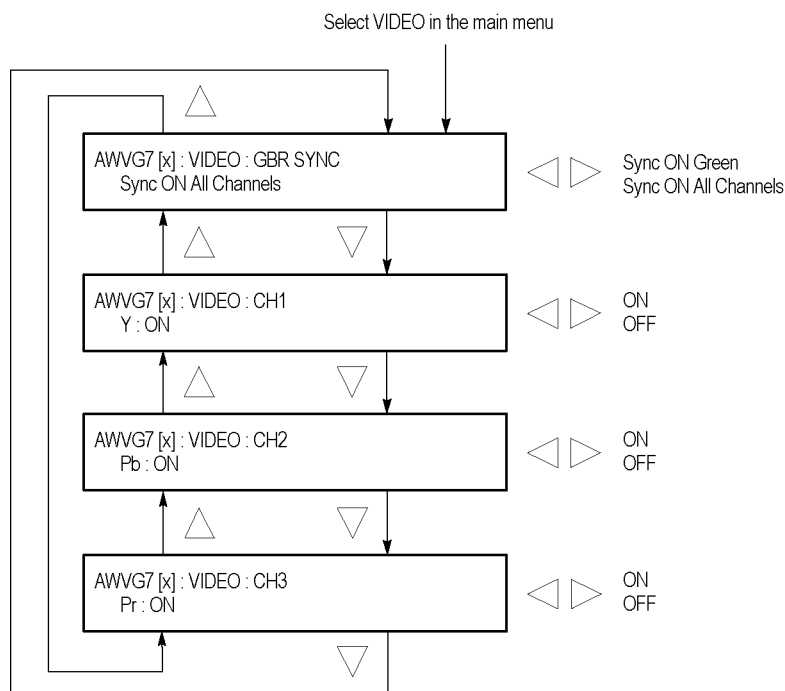 Select VIDEO in the main menu
AWVG7 [x] : VIDEO : GBR SYNC
Sync ON All Channels
Sync ON Green
Sync ON All Channels
AWVG7 [x] : VIDEO : CH1
Y : ON
ON
OFF
AWVG7 [x] : VIDEO : CH2
Pb : ON
ON
OFF
AWVG7 [x] : VIDEO : CH3
Pr : ON
ON
OFF